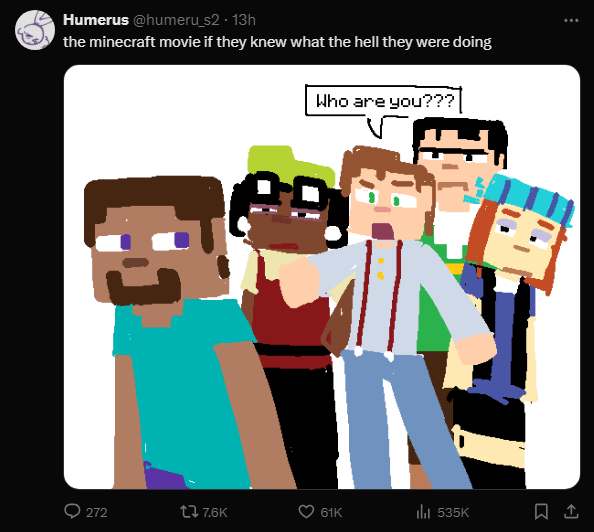 Humerus @humeru_s2 · 13h
the minecraft movie if they knew what the hell they were doing
Who are you???
272 7.6K 61K 535K